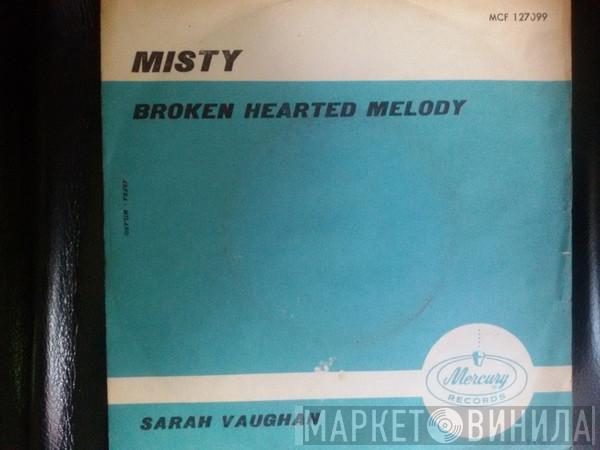 MCF 127099
MISTY
BROKEN HEARTED MELODY
Mercury
RECORDS
SARAH VAUGHAN
МАРКЕТ ВИНИЛА